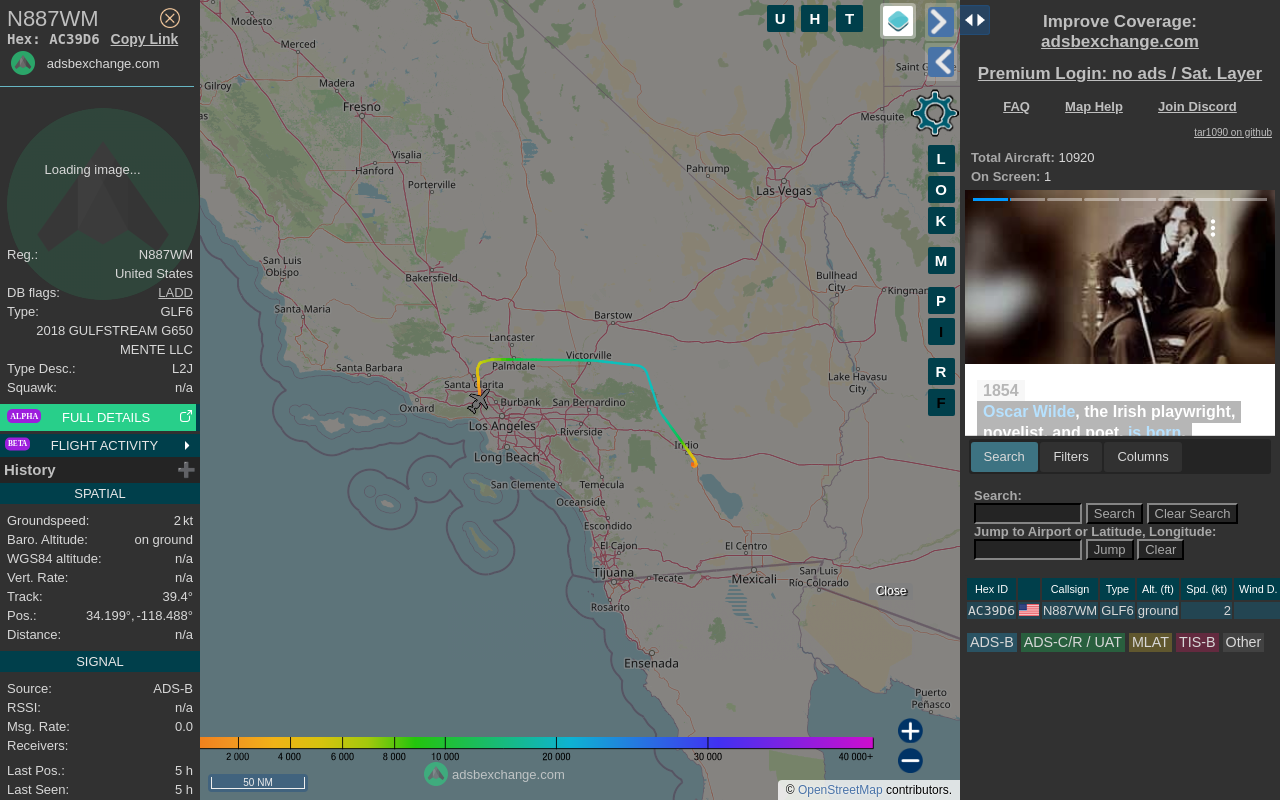 N887WM
Hex: AC39D6 Copy Link
adsbexchange.com
Loading image...
Reg.: N887WM
United States
DB flags: LADD
Type: GLF6
2018 GULFSTREAM G650
MENTE LLC
Type Desc.: L2J
Squawk: n/a
ALPHA FULL DETAILS
BETA FLIGHT ACTIVITY
History
SPATIAL
Groundspeed: 2 kt
Baro. Altitude: on ground
WGS84 altitude: n/a
Vert. Rate: n/a
Track: 39.4°
Pos.: 34.199°, -118.488°
Distance: n/a
SIGNAL
Source: ADS-B
RSSI: n/a
Msg. Rate: 0.0
Receivers:
Last Pos.: 5 h
Last Seen: 5 h
Modesto
Merced
Gilroy
Madera
Fresno
Visalia
Hanford
Porterville
San Luis
Obispo
Bakersfield
Santa Maria
Lancaster
Palmdale
Barstow
Victorville
Santa Barbara
Santa Clarita
Oxnard
Burbank
San Bernardino
Los Angeles
Riverside
Indio
Long Beach
San Clemente
Temecula
Oceanside
Escondido
El Cajon
El Centro
Tijuana
Tecate
Mexicali
San Luis
Río Colorado
Rosarito
Ensenada
Puerto
Peñasco
Saint
Mesquite
Pahrump
Las Vegas
Bullhead
City
Kingman
Lake Havasu
City
Close
U H T
L
O
K
M
P
I
R
F
2 000 4 000 6 000 8 000 10 000 20 000 30 000 40 000+
50 NM
adsbexchange.com
© OpenStreetMap contributors.
Improve Coverage:
adsbexchange.com
Premium Login: no ads / Sat. Layer
FAQ Map Help Join Discord
tar1090 on github
Total Aircraft: 10920
On Screen: 1
1854
Oscar Wilde, the Irish playwright,
novelist, and poet, is born
Search Filters Columns
Search:
Search Clear Search
Jump to Airport or Latitude, Longitude:
Jump Clear
Hex ID Callsign Type Alt. (ft) Spd. (kt) Wind D.
AC39D6 N887WM GLF6 ground 2
ADS-B ADS-C/R / UAT MLAT TIS-B Other